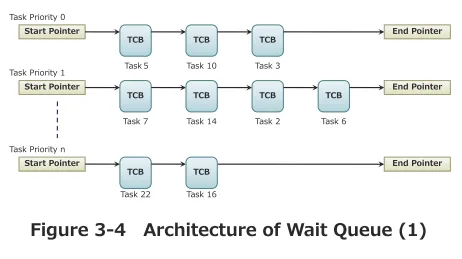 Task Priority 0
Start Pointer TCB TCB TCB End Pointer
Task 5 Task 10 Task 3
Task Priority 1
Start Pointer TCB TCB TCB TCB End Pointer
Task 7 Task 14 Task 2 Task 6
Task Priority n
Start Pointer TCB TCB End Pointer
Task 22 Task 16
Figure 3-4 Architecture of Wait Queue (1)